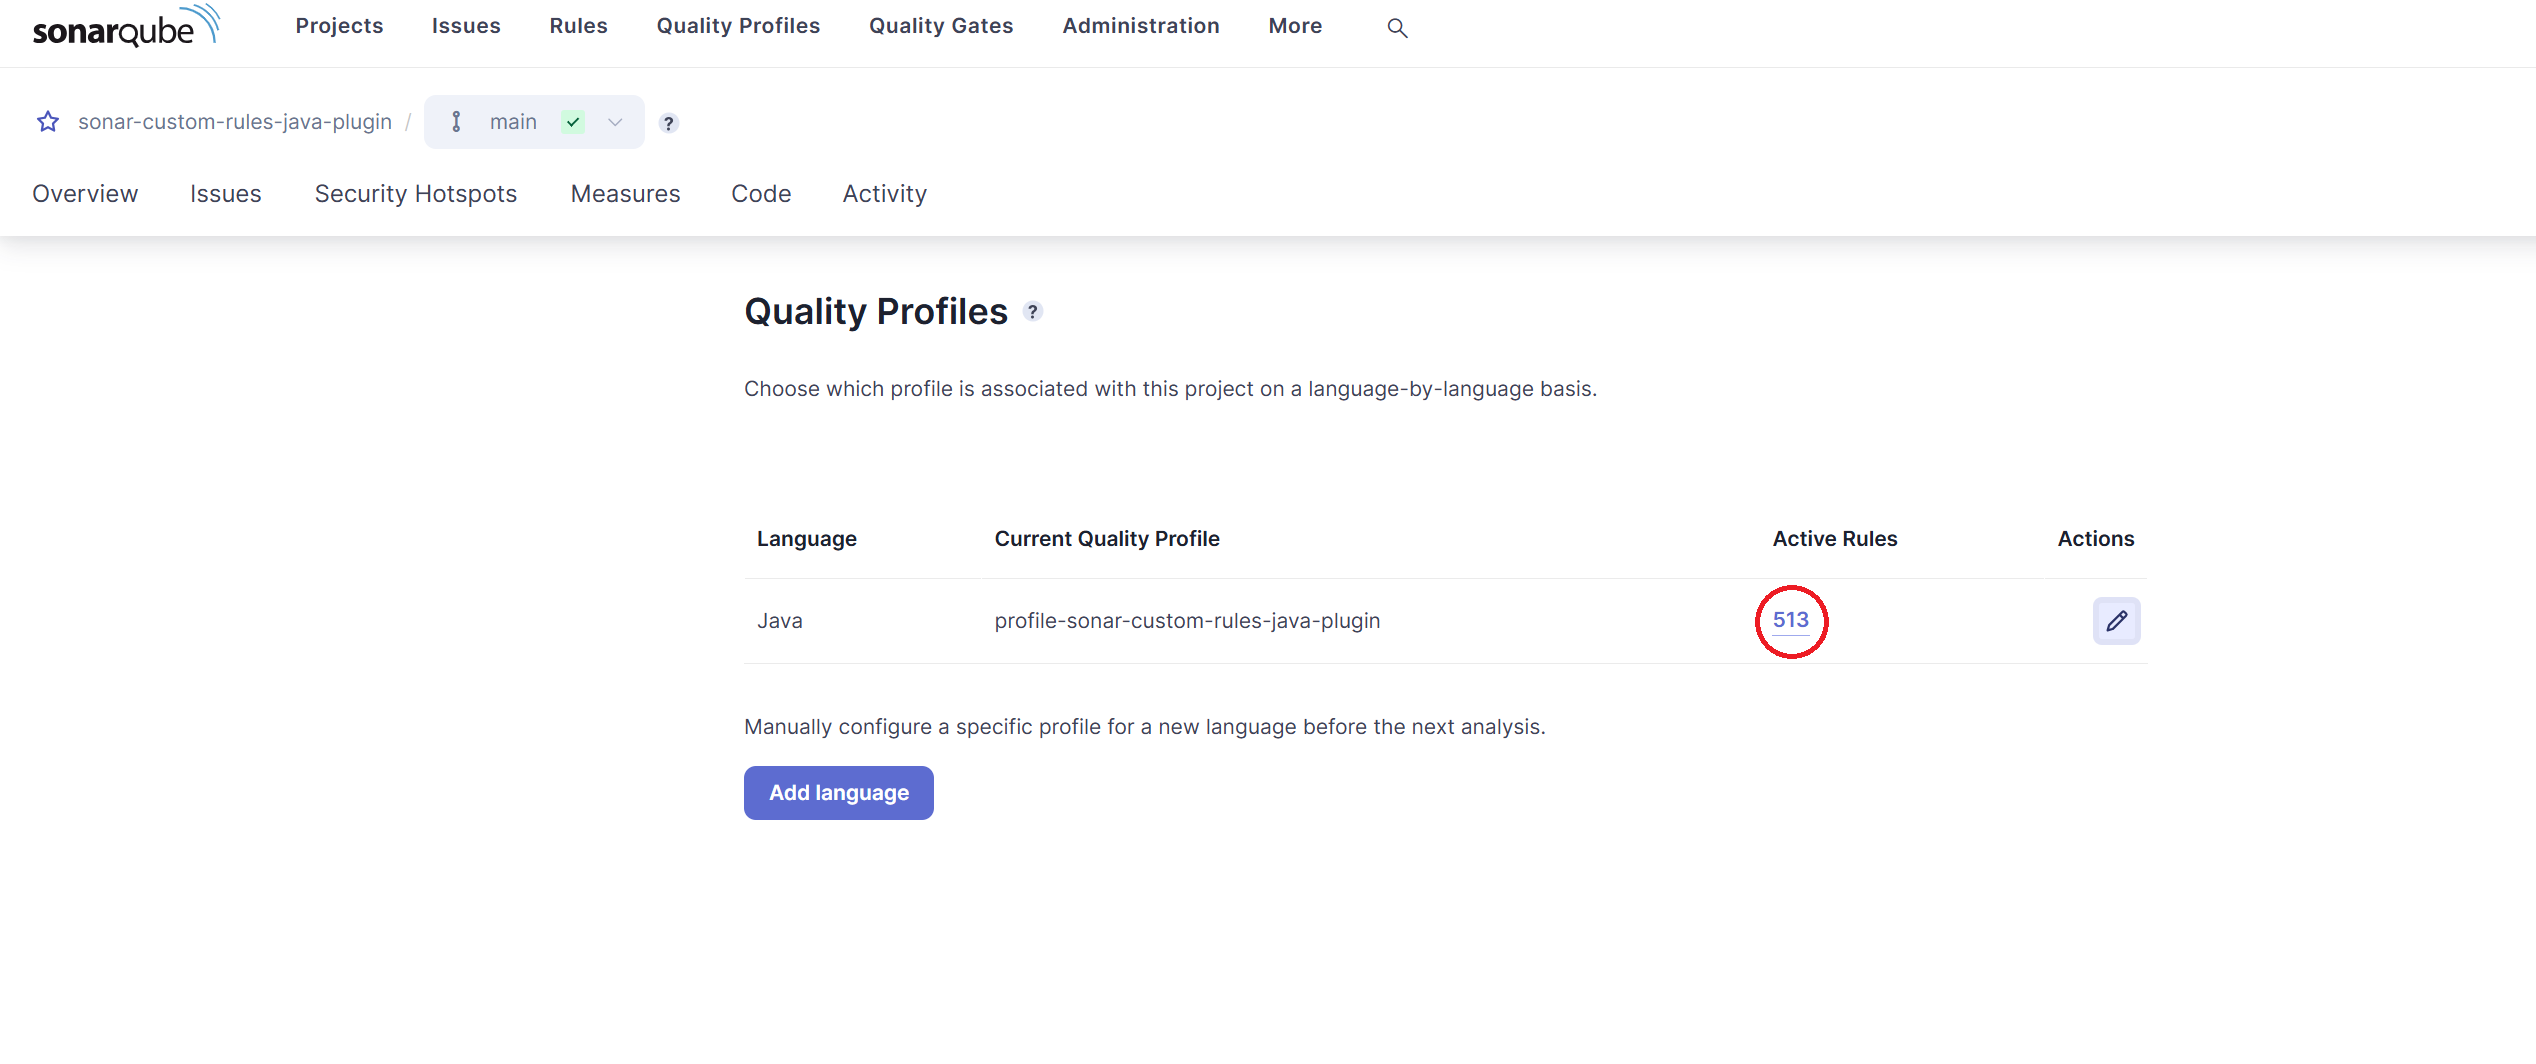 sonarqube Projects Issues Rules Quality Profiles Quality Gates Administration More
sonar-custom-rules-java-plugin / main ?
Overview Issues Security Hotspots Measures Code Activity
Quality Profiles ?
Choose which profile is associated with this project on a language-by-language basis.
Language Current Quality Profile Active Rules Actions
Java profile-sonar-custom-rules-java-plugin 513
Manually configure a specific profile for a new language before the next analysis.
Add language